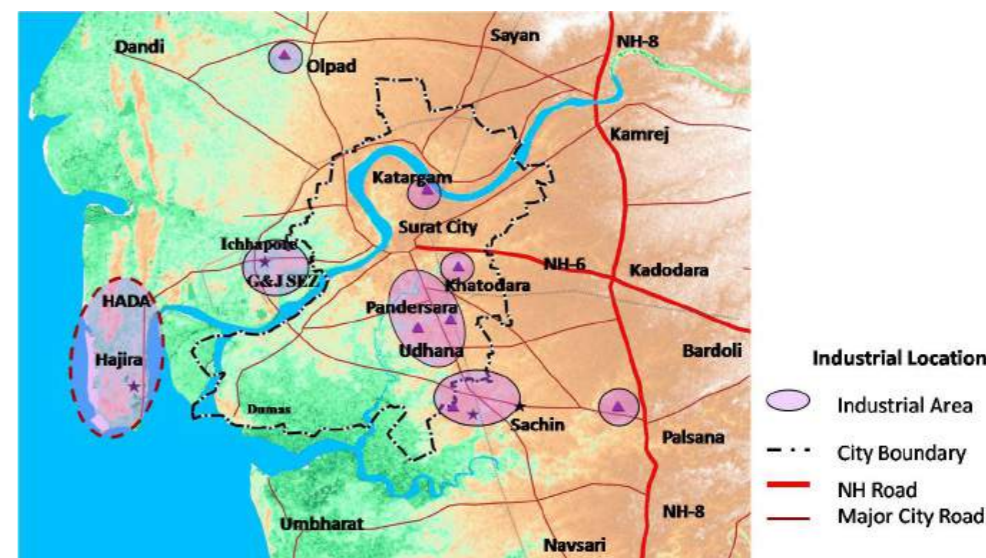 Dandi
Sayan
NH-8
Olpad
Kamrej
Katargam
Surat City
Ichhapore
G&J SEZ
NH-6
Kadodara
Khatodara
HADA
Pandersara
Hajira
Udhana
Bardoli
Dumas
Sachin
Palsana
NH-8
Umbharat
Navsari
Industrial Location
Industrial Area
City Boundary
NH Road
Major City Road